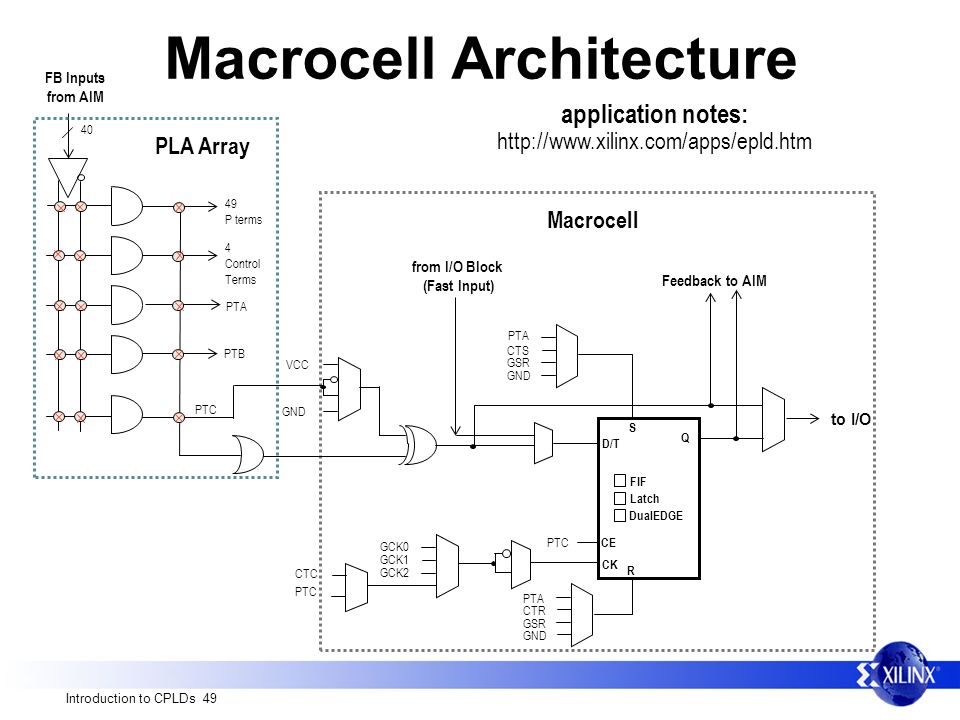 Macrocell Architecture
FB Inputs
from AIM
application notes:
http://www.xilinx.com/apps/epld.htm
40
PLA Array
49
P terms
4
Control
Terms
PTA
PTB
PTC
Macrocell
from I/O Block
(Fast Input)
Feedback to AIM
PTA
CTS
GSR
GND
VCC
GND
to I/O
S
D/T
Q
FIF
Latch
DualEDGE
PTC
CE
CK
R
GCK0
GCK1
GCK2
CTC
PTC
PTA
CTR
GSR
GND
XILINX
Introduction to CPLDs 49